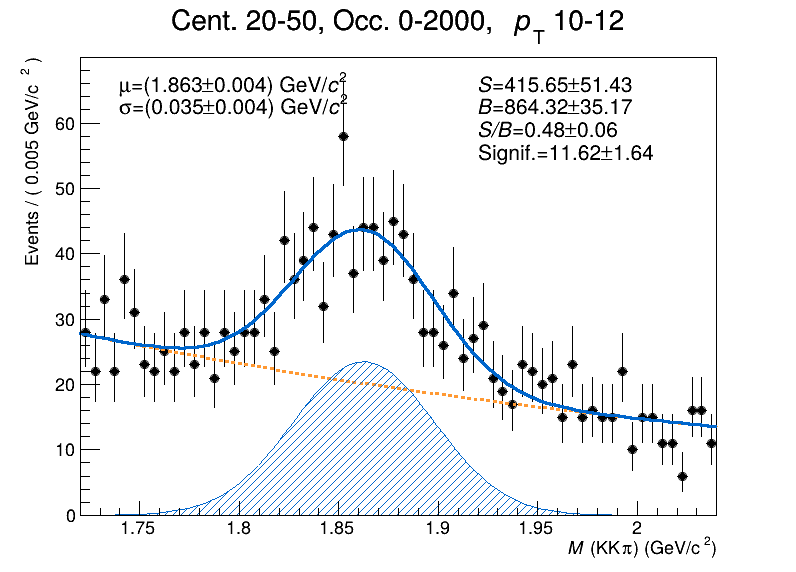 Cent. 20-50, Occ. 0-2000, p_T 10-12
Events / ( 0.005 GeV/c² )
μ=(1.863±0.004) GeV/c²
σ=(0.035±0.004) GeV/c²
S=415.65±51.43
B=864.32±35.17
S/B=0.48±0.06
Signif.=11.62±1.64
60
50
40
30
20
10
0
1.75 1.8 1.85 1.9 1.95 2
M (KKπ) (GeV/c²)